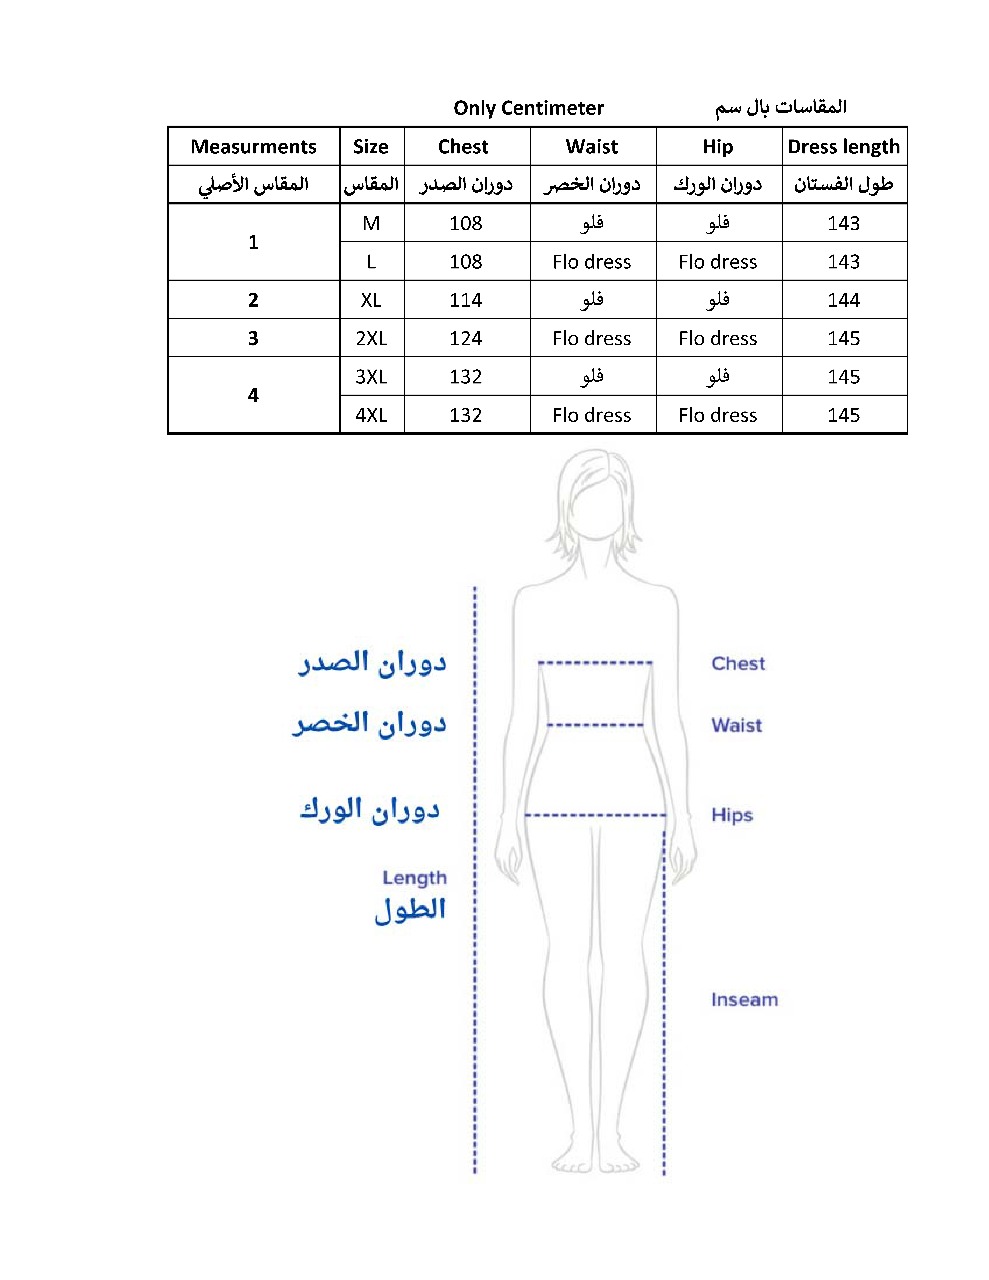 Only Centimeter المقاسات بال سم
Measurments Size Chest Waist Hip Dress length
المقاس الأصلي المقاس دوران الصدر دوران الخصر دوران الورك طول الفستان
1
M 108 فلو فلو 143
L 108 Flo dress Flo dress 143
2 XL 114 فلو فلو 144
3 2XL 124 Flo dress Flo dress 145
4
3XL 132 فلو فلو 145
4XL 132 Flo dress Flo dress 145
دوران الصدر Chest
دوران الخصر Waist
دوران الورك Hips
Length
الطول
Inseam